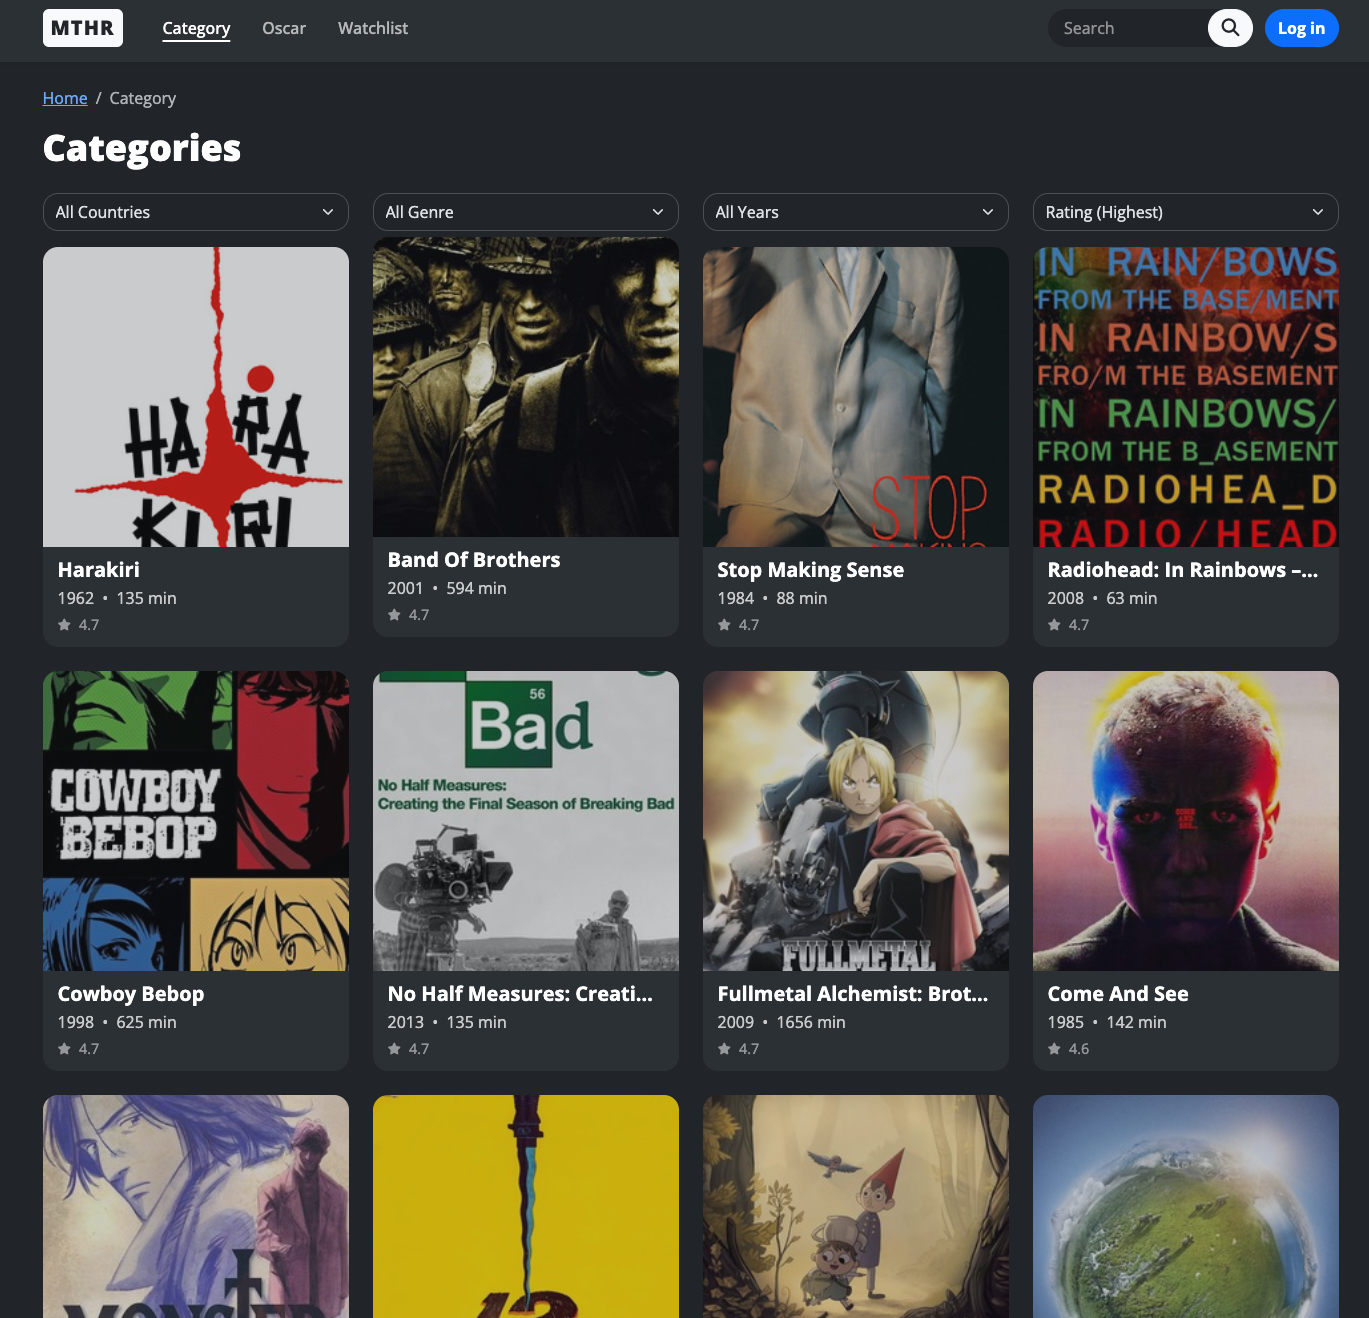 MTHR
Category
Oscar
Watchlist
Search
Log in
Home / Category
Categories
All Countries
All Genre
All Years
Rating (Highest)
HARA
KIRI
Harakiri
1962 • 135 min
4.7
Band Of Brothers
2001 • 594 min
4.7
STOP
MAKING
Stop Making Sense
1984 • 88 min
4.7
IN RAIN/BOWS
FROM THE BASE/MENT
IN RAINBOW/S
FRO/M THE BASEMENT
IN RAINBOWS/
FROM THE B_ASEMENT
RADIOHEA_D
RADIO/HEAD
Radiohead: In Rainbows –...
2008 • 63 min
4.7
COWBOY
BEBOP
Cowboy Bebop
1998 • 625 min
4.7
56
Bad
No Half Measures:
Creating the Final Season of Breaking Bad
No Half Measures: Creati...
2013 • 135 min
4.7
FULLMETAL
Fullmetal Alchemist: Brot...
2009 • 1656 min
4.7
COME
AND
SEE
Come And See
1985 • 142 min
4.6
MONSTER
12